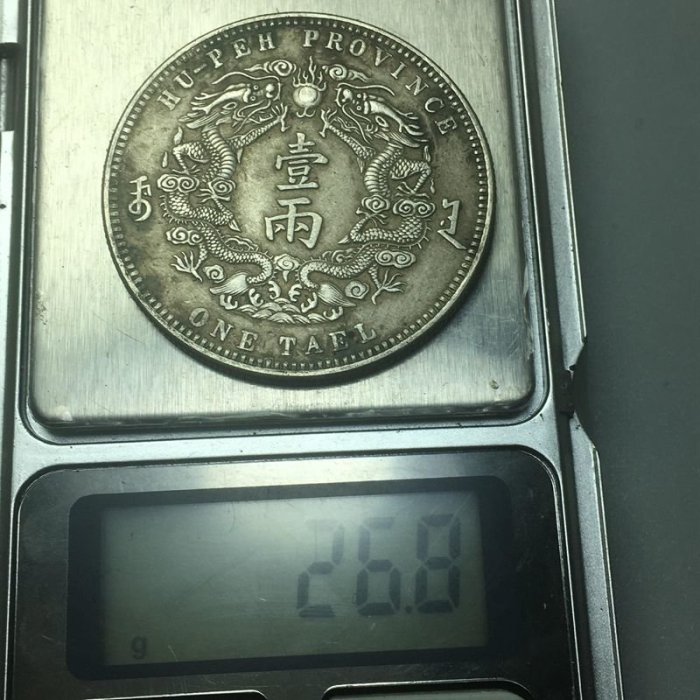 HU-PEH PROVINCE
壹
兩
ONE TAEL
26.8
g